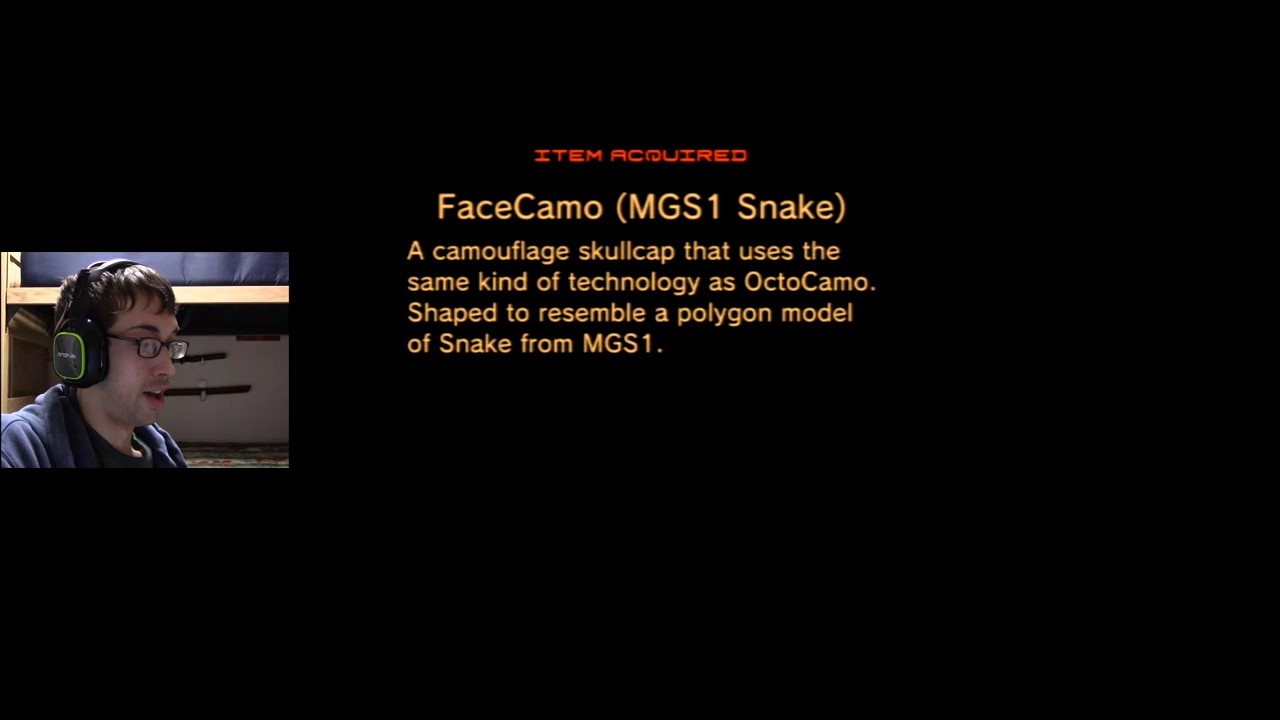 ITEM ACQUIRED
FaceCamo (MGS1 Snake)
A camouflage skullcap that uses the
same kind of technology as OctoCamo.
Shaped to resemble a polygon model
of Snake from MGS1.